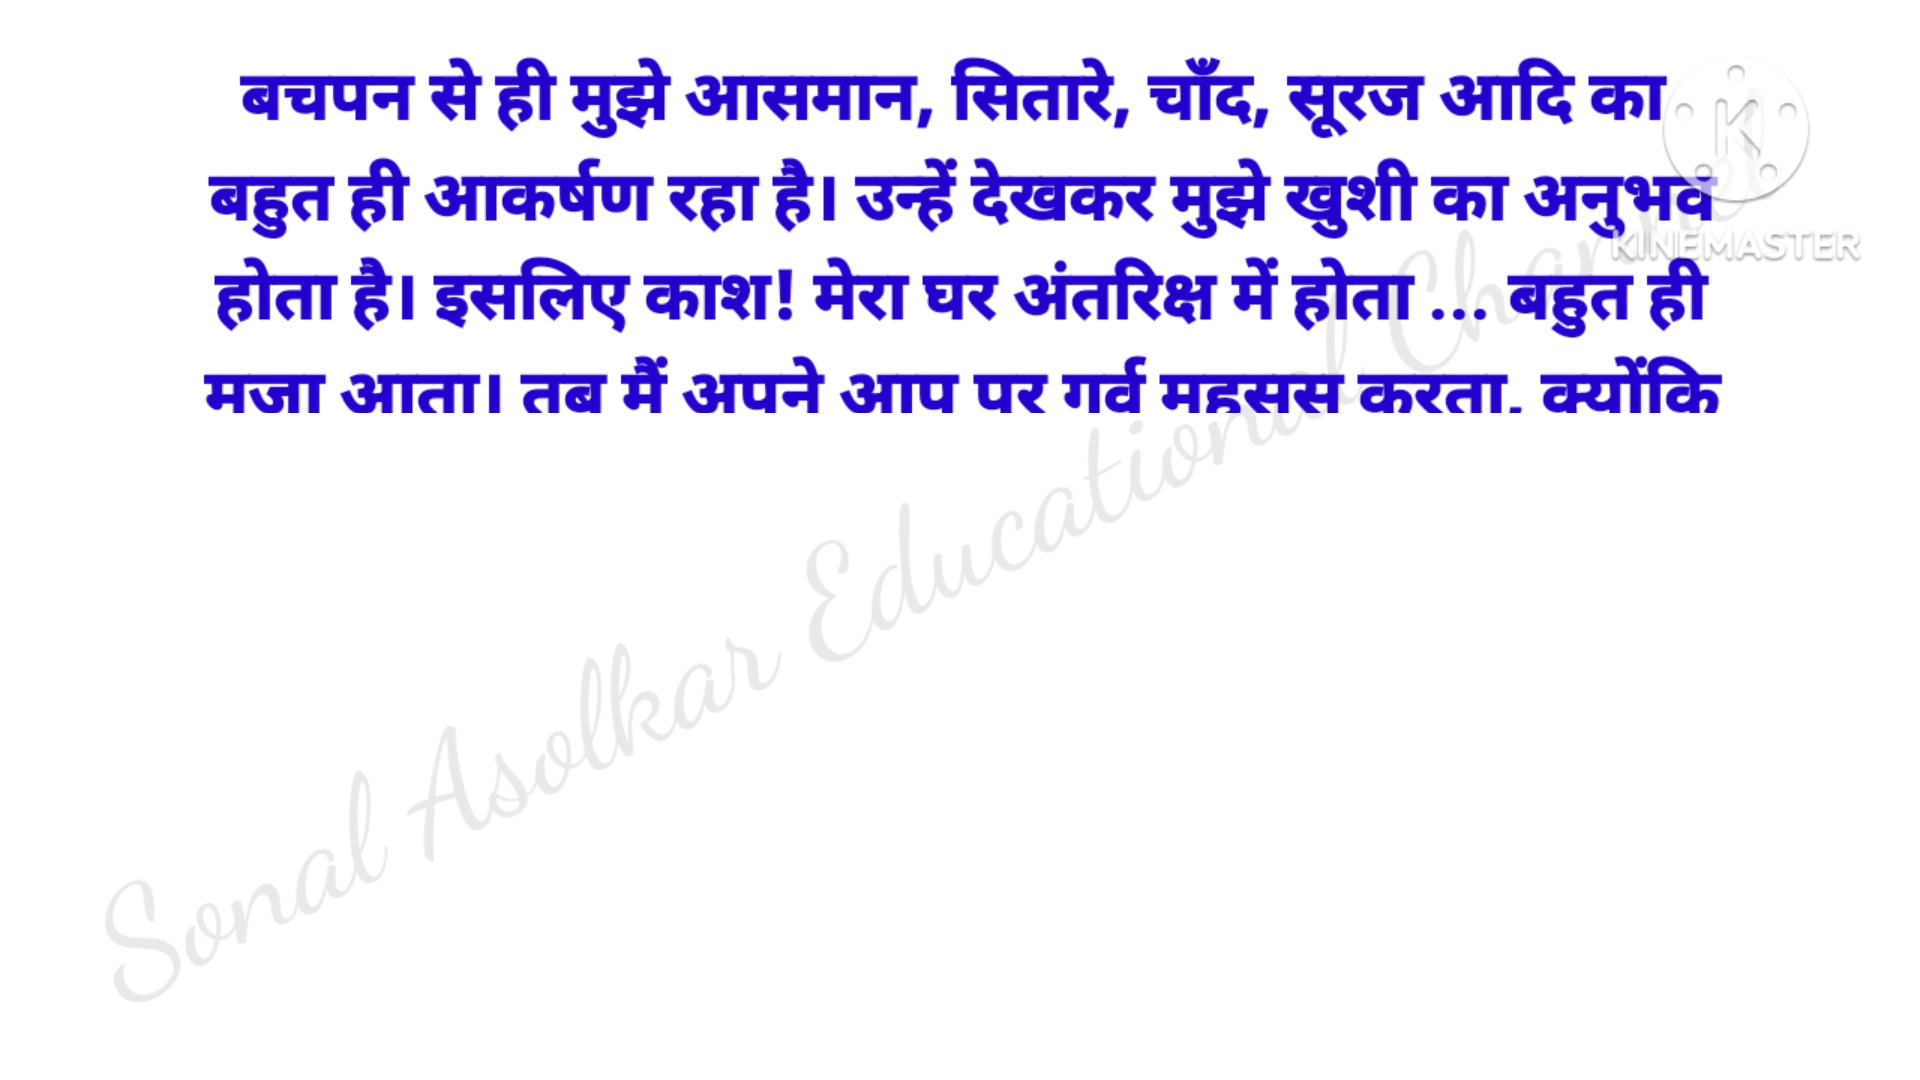 बचपन से ही मुझे आसमान, सितारे, चाँद, सूरज आदि का
बहुत ही आकर्षण रहा है। उन्हें देखकर मुझे खुशी का अनुभव
होता है। इसलिए काश! मेरा घर अंतरिक्ष में होता ... बहुत ही
मजा आता। तब मैं अपने आप पर गर्व महसूस करता, क्योंकि
K
KINEMASTER
Sonal Asolkar Educational Channel